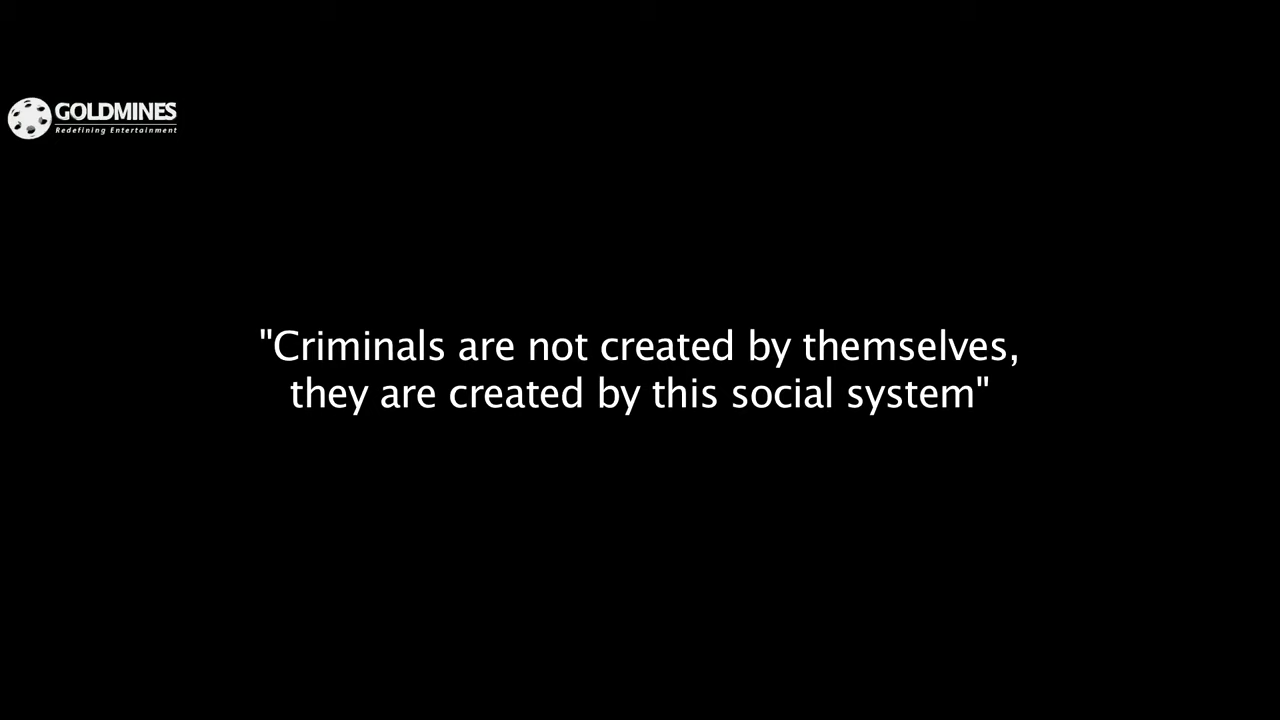 GOLDMINES
Redefining Entertainment
"Criminals are not created by themselves,
they are created by this social system"